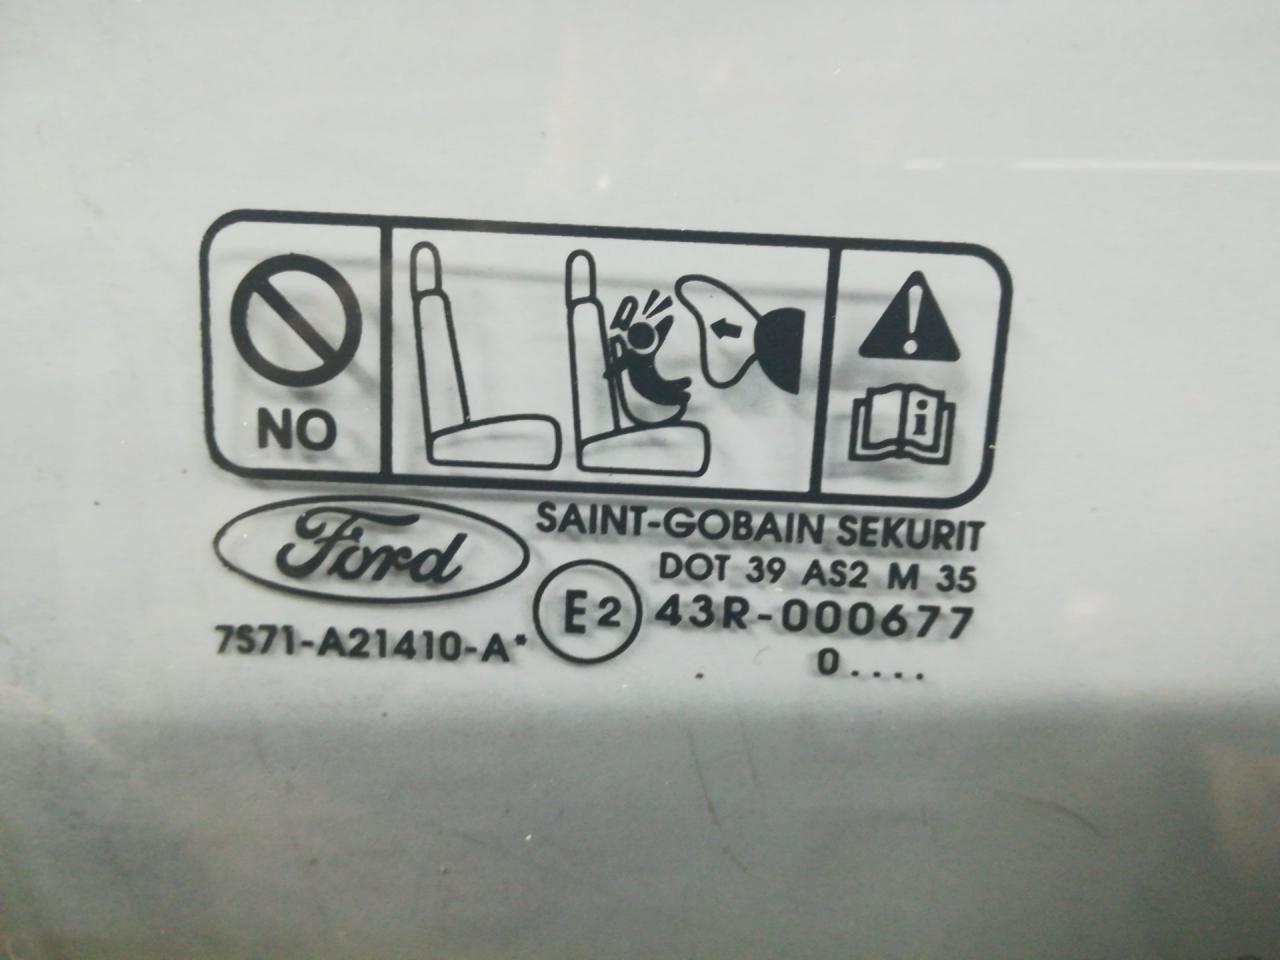 NO
i
Ford
SAINT-GOBAIN SEKURIT
DOT 39 AS2 M 35
E2 43R-000677
7S71-A21410-A*
0....